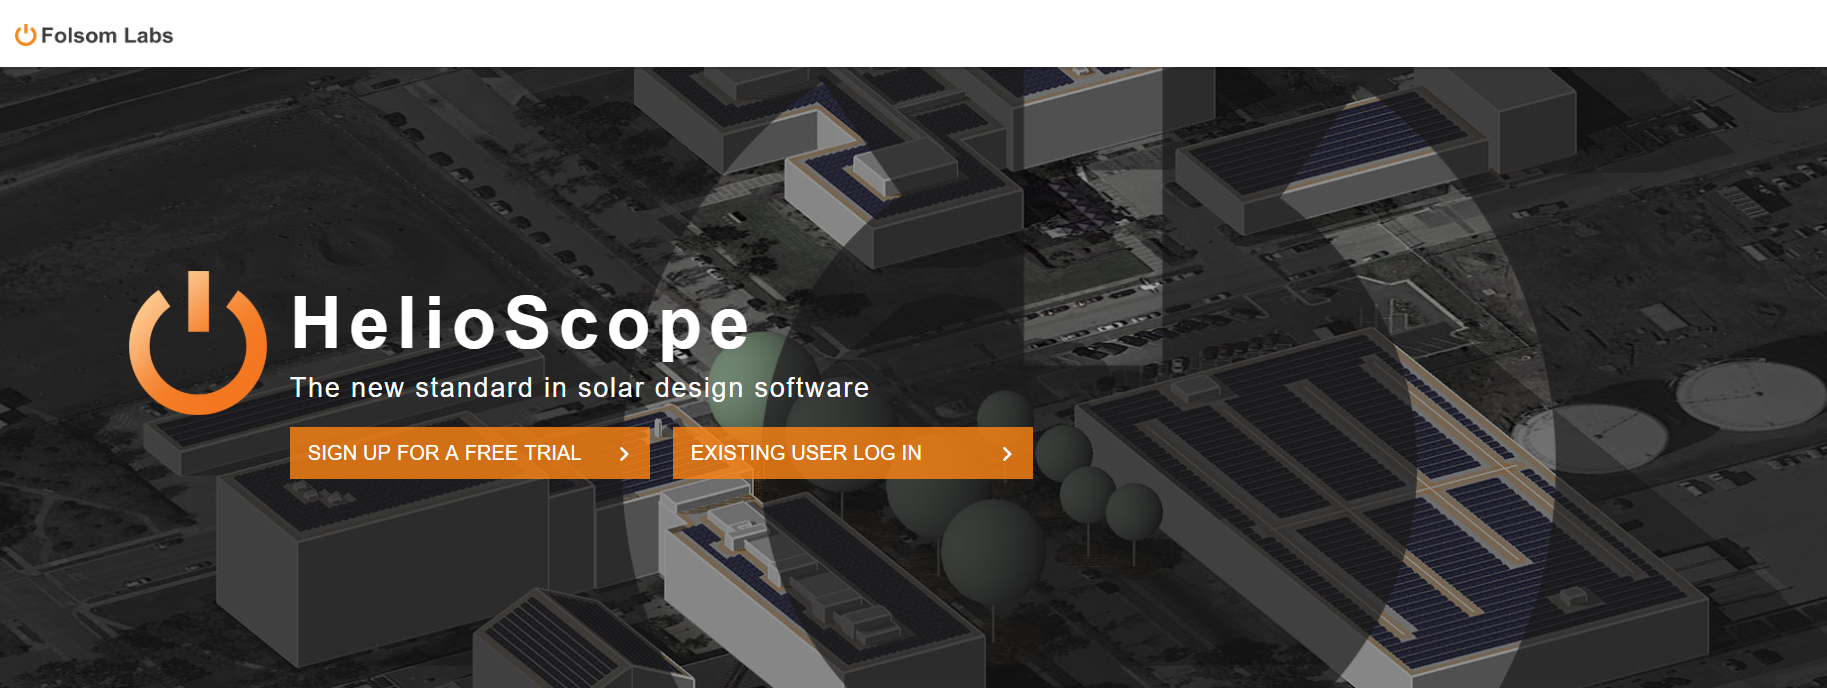 Folsom Labs
HelioScope
The new standard in solar design software
SIGN UP FOR A FREE TRIAL
EXISTING USER LOG IN